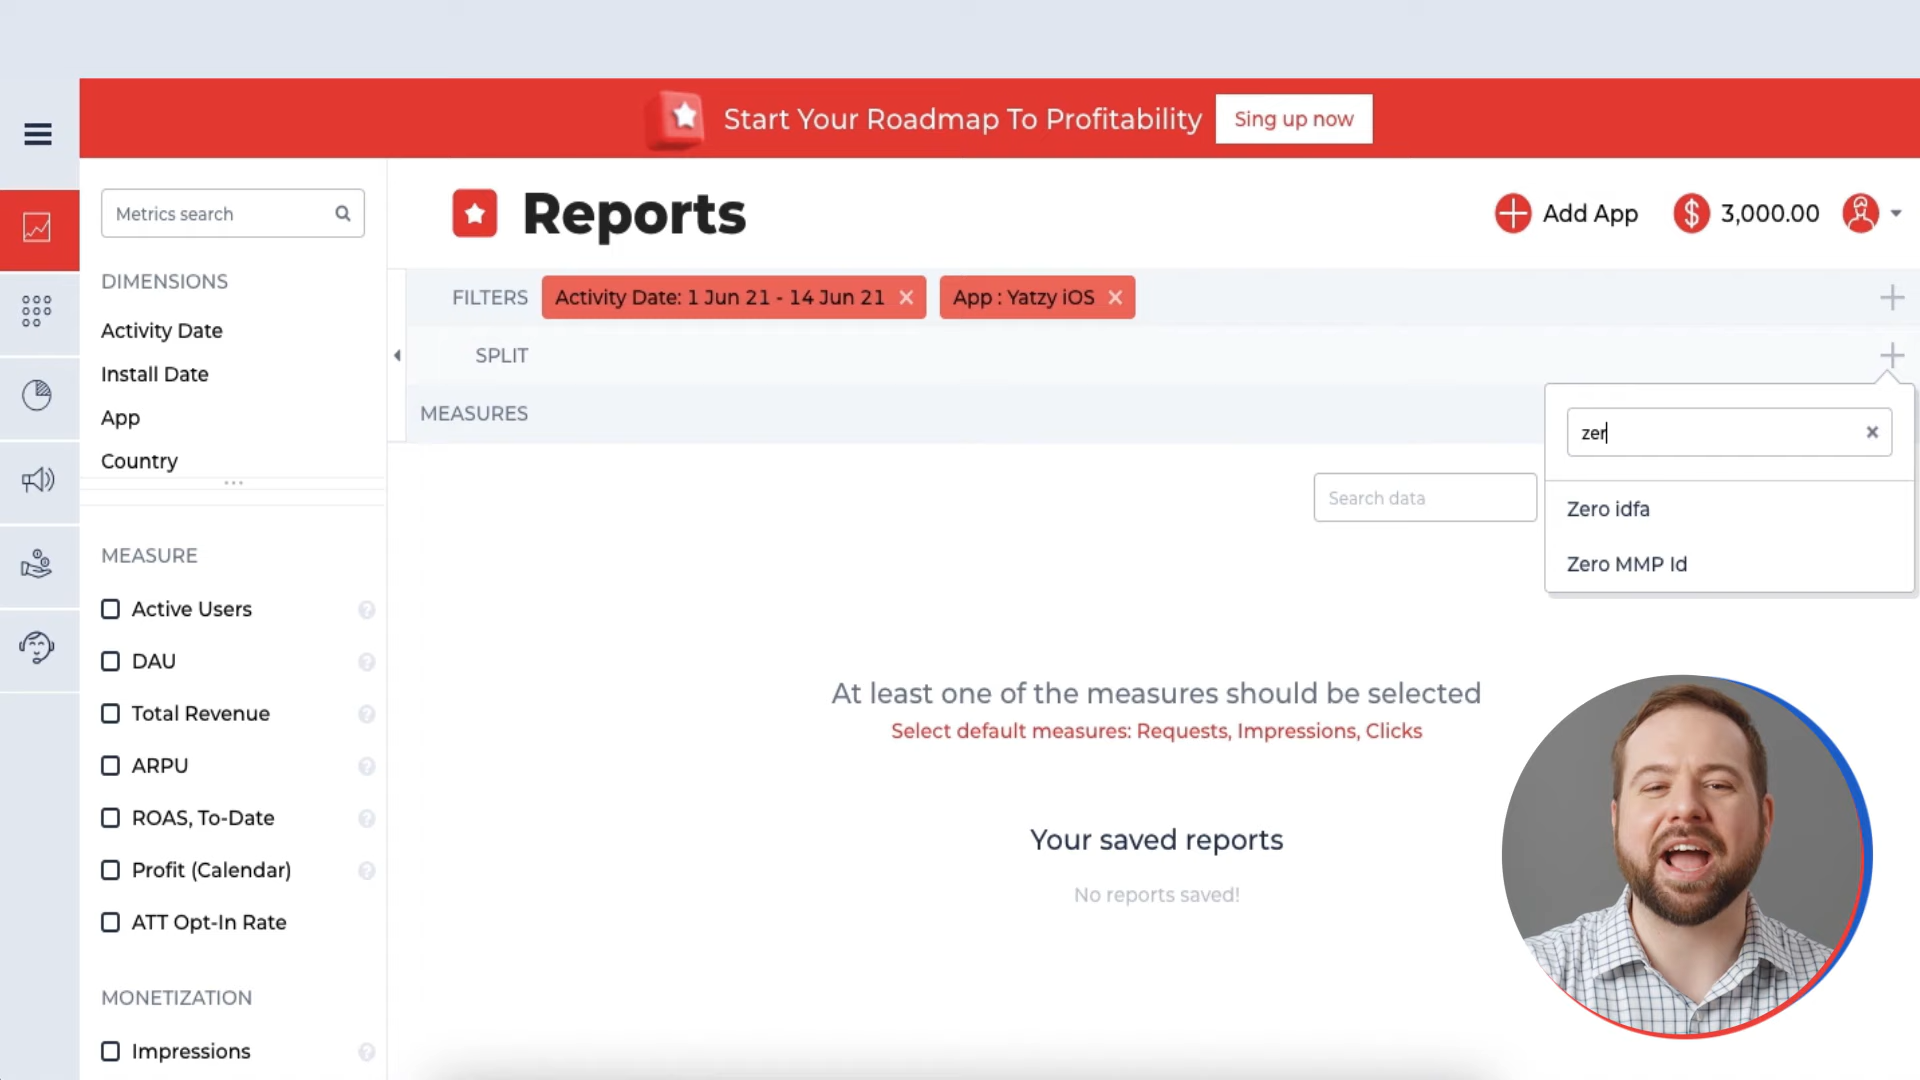 Start Your Roadmap To Profitability
Sing up now
Metrics search
Reports
Add App
3,000.00
DIMENSIONS
Activity Date
Install Date
App
Country
FILTERS
Activity Date: 1 Jun 21 - 14 Jun 21
App : Yatzy iOS
SPLIT
MEASURES
zer
Zero idfa
Zero MMP Id
Search data
MEASURE
Active Users
DAU
Total Revenue
ARPU
ROAS, To-Date
Profit (Calendar)
ATT Opt-In Rate
MONETIZATION
Impressions
At least one of the measures should be selected
Select default measures: Requests, Impressions, Clicks
Your saved reports
No reports saved!